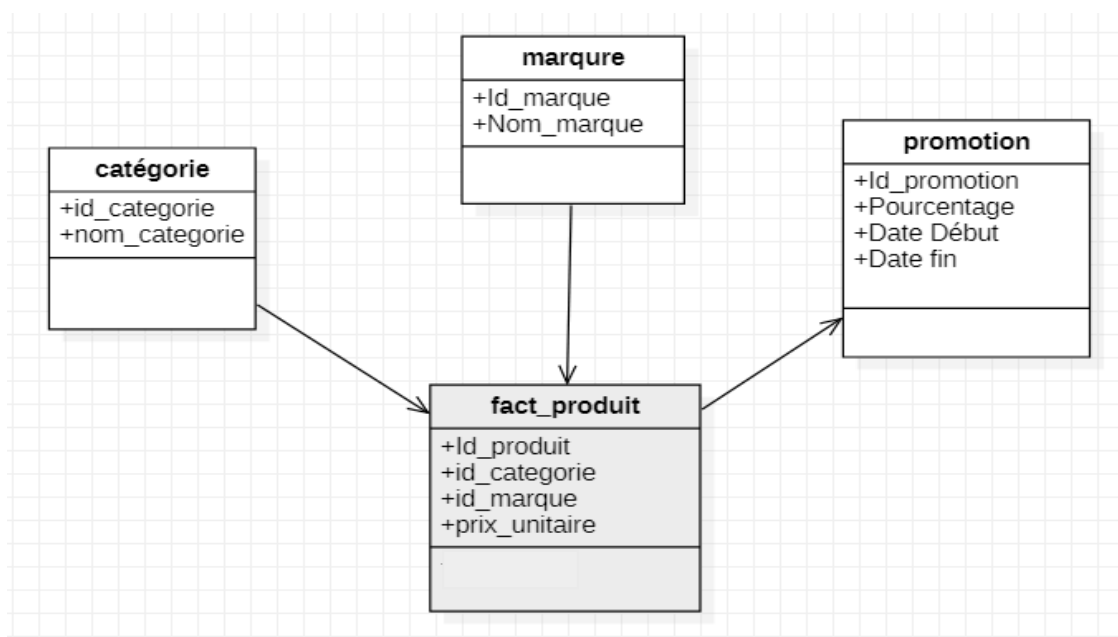 marqure
+Id_marque
+Nom_marque
catégorie
+id_categorie
+nom_categorie
promotion
+Id_promotion
+Pourcentage
+Date Début
+Date fin
fact_produit
+Id_produit
+id_categorie
+id_marque
+prix_unitaire